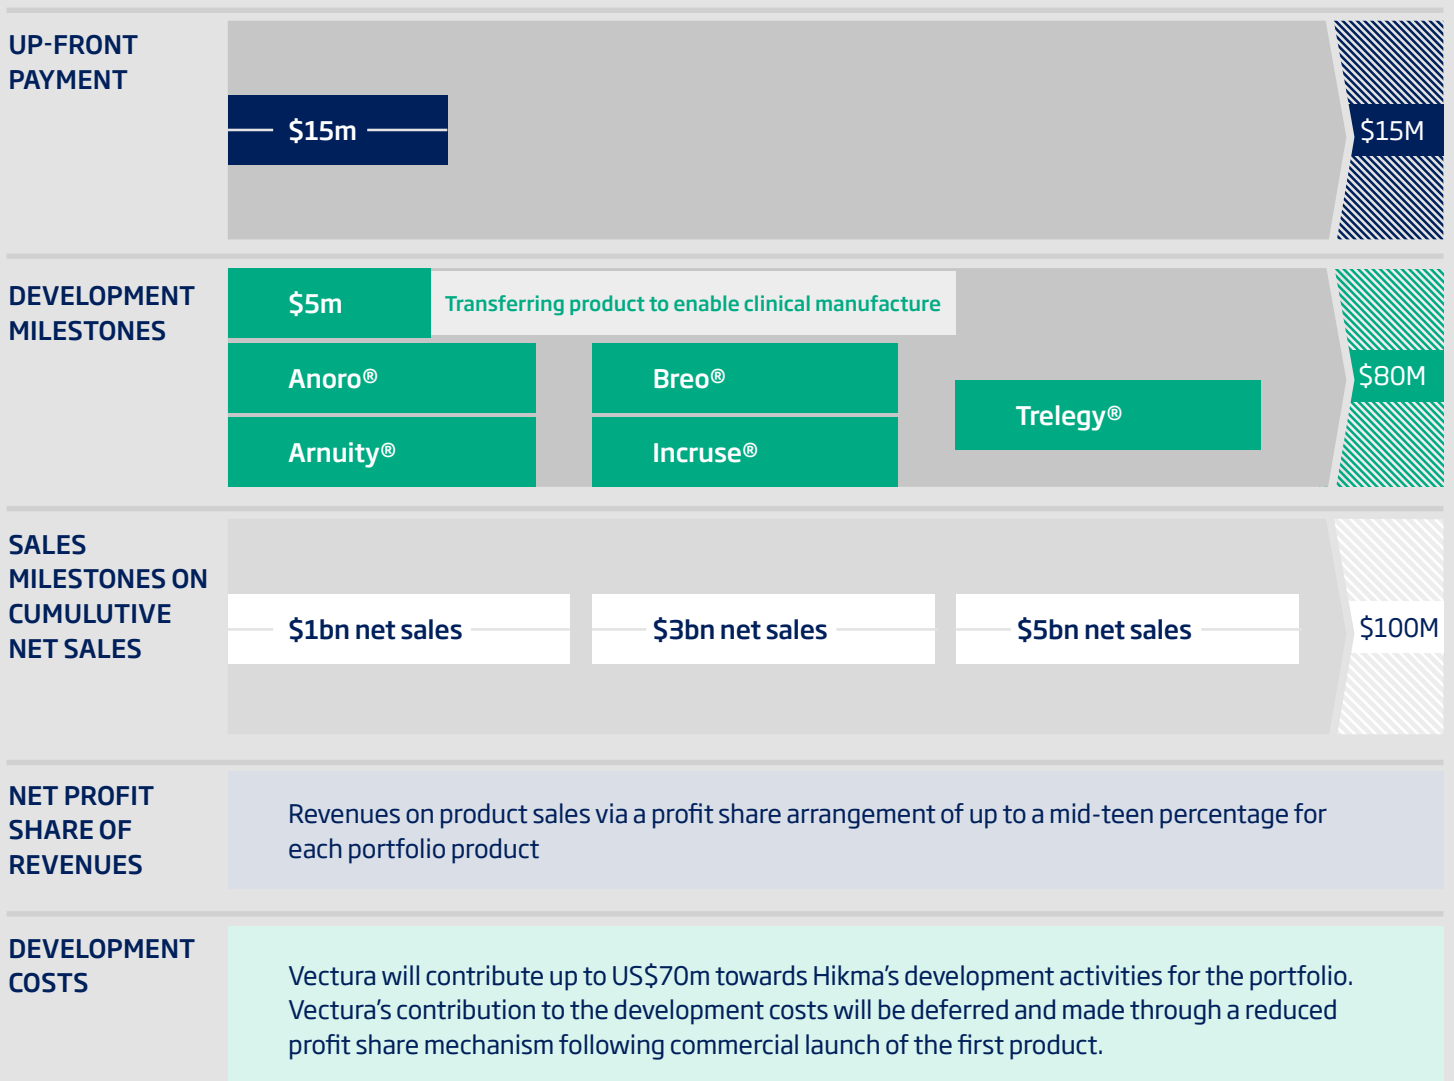 UP-FRONT
PAYMENT
$15m
$15M
DEVELOPMENT
MILESTONES
$5m
Transferring product to enable clinical manufacture
Anoro®
Breo®
Trelegy®
Arnuity®
Incruse®
$80M
SALES
MILESTONES ON
CUMULUTIVE
NET SALES
$1bn net sales
$3bn net sales
$5bn net sales
$100M
NET PROFIT
SHARE OF
REVENUES
Revenues on product sales via a profit share arrangement of up to a mid-teen percentage for
each portfolio product
DEVELOPMENT
COSTS
Vectura will contribute up to US$70m towards Hikma's development activities for the portfolio.
Vectura's contribution to the development costs will be deferred and made through a reduced
profit share mechanism following commercial launch of the first product.